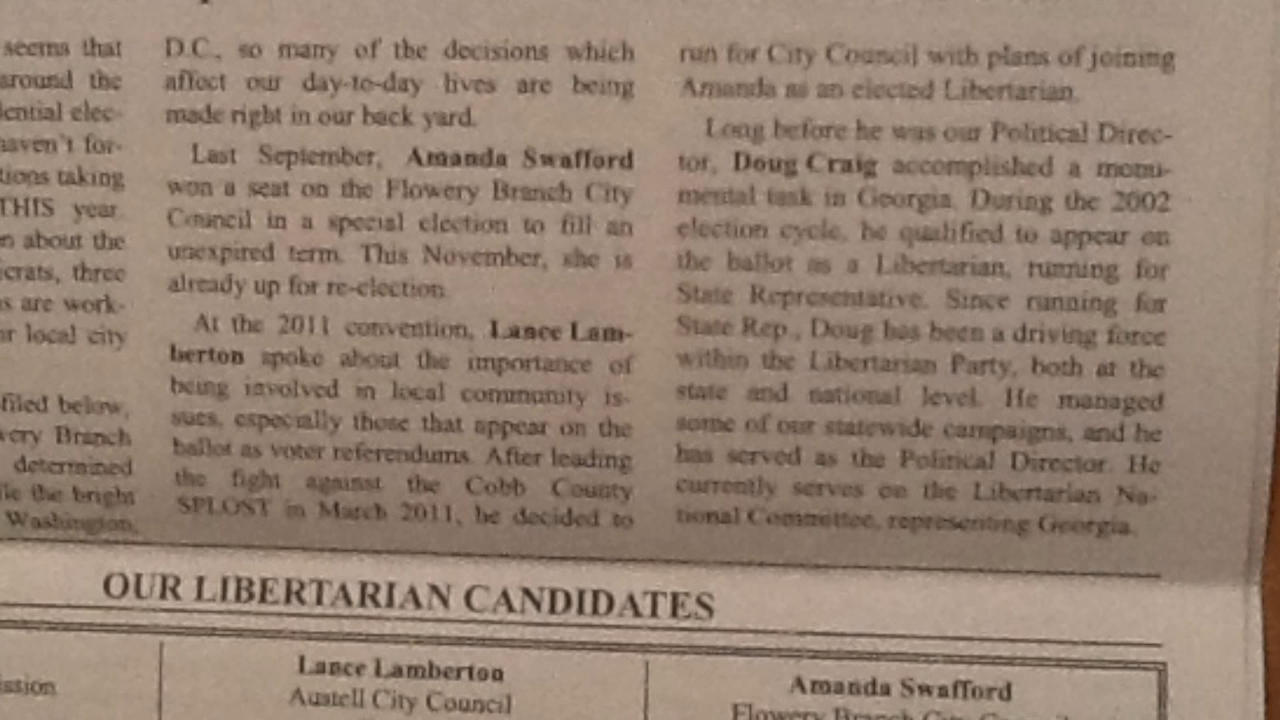 seems that
around the
dential elec-
haven't for-
tions taking
THIS year.
about the
crats, three
are work-
local city
filed below,
very Branch
determined
the bright
Washington,
D.C., so many of the decisions which
affect our day-to-day lives are being
made right in our back yard.
Last September, Amanda Swafford
won a seat on the Flowery Branch City
Council in a special election to fill an
unexpired term. This November, she is
already up for re-election.
At the 2011 convention, Lance Lam-
berton spoke about the importance of
being involved in local community is-
sues, especially those that appear on the
ballot as voter referendums. After leading
the fight against the Cobb County
SPLOST in March 2011, he decided to
run for City Council with plans of joining
Amanda as an elected Libertarian.
Long before he was our Political Direc-
tor, Doug Craig accomplished a monu-
mental task in Georgia. During the 2002
election cycle, he qualified to appear on
the ballot as a Libertarian, running for
State Representative. Since running for
State Rep., Doug has been a driving force
within the Libertarian Party, both at the
state and national level. He managed
some of our statewide campaigns, and he
has served as the Political Director. He
currently serves on the Libertarian Na-
tional Committee, representing Georgia.
OUR LIBERTARIAN CANDIDATES
ssion
Lance Lamberton
Austell City Council
Amanda Swafford
Flowery Branch City Council